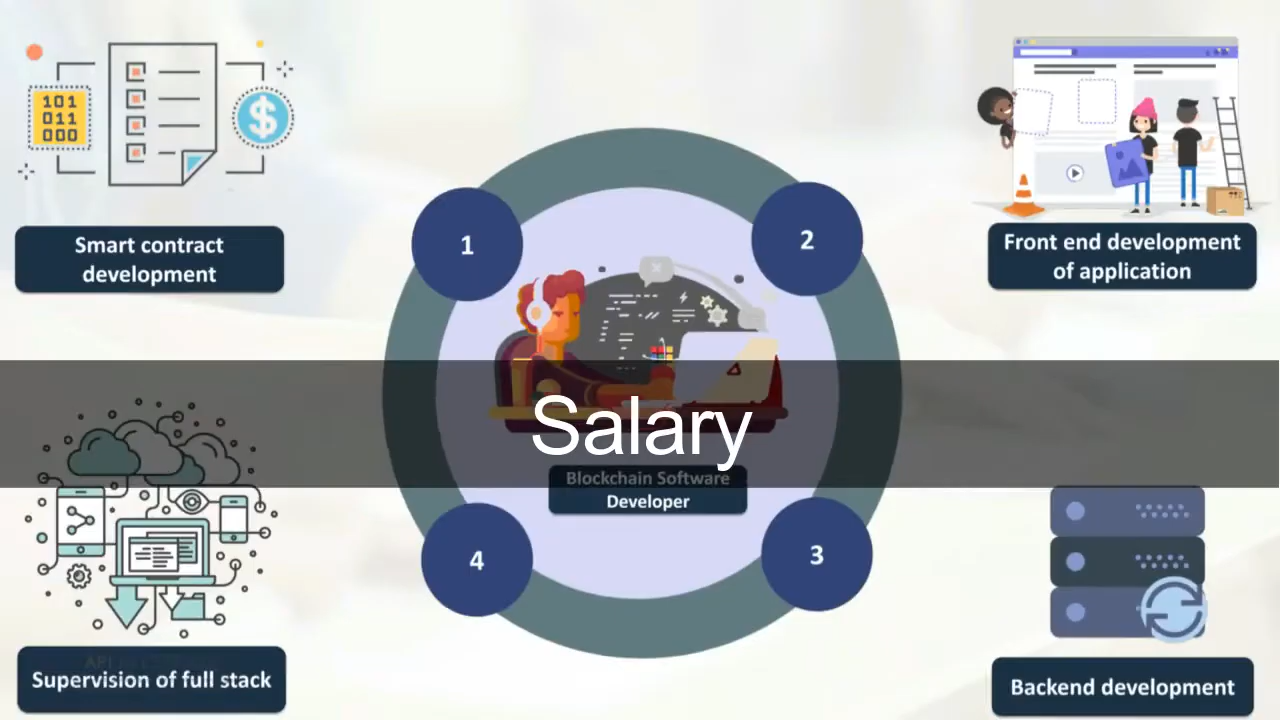 101
011
000
$
Smart contract
development
1
2
Front end development
of application
Salary
Blockchain Software
Developer
4
3
Supervision of full stack
Backend development